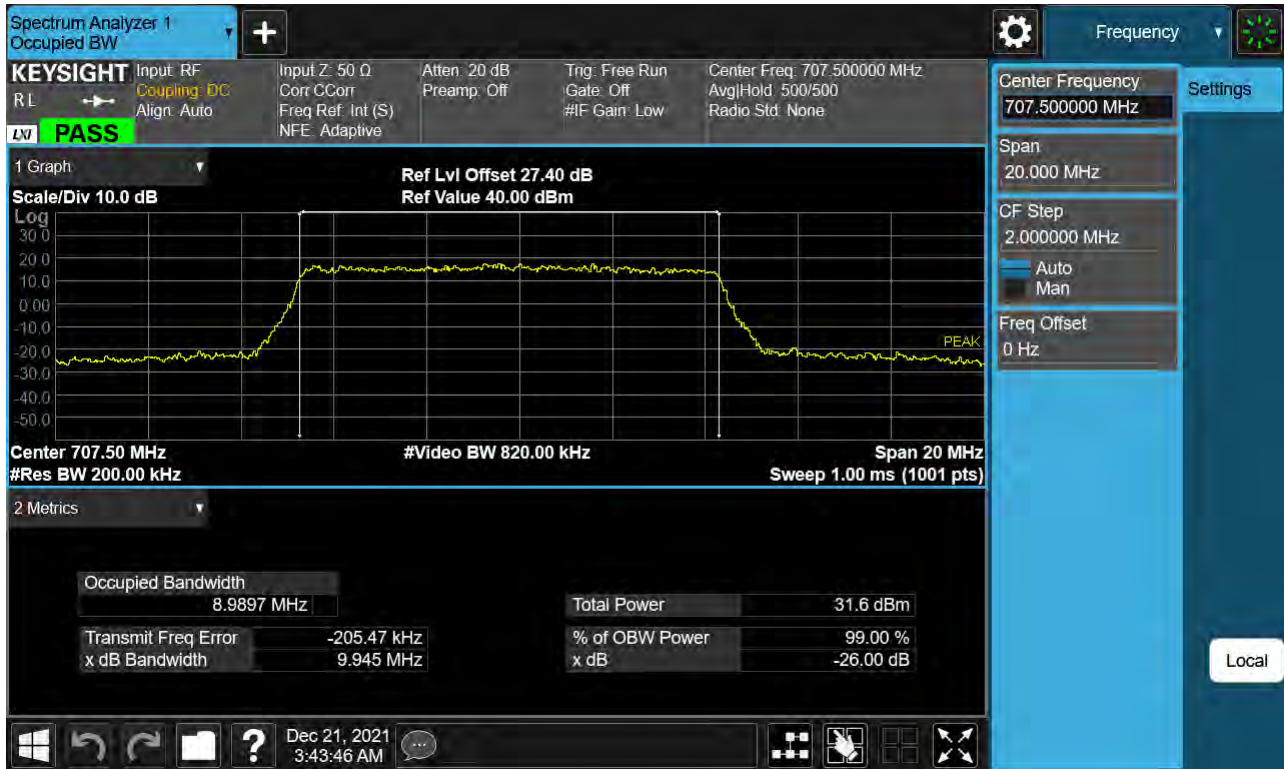 Spectrum Analyzer 1
Occupied BW
Frequency
KEYSIGHT
RL
LXI
PASS
Input: RF
Coupling: DC
Align: Auto
Input Z: 50 Ω
Corr CCorr
Freq Ref: Int (S)
NFE: Adaptive
Atten: 20 dB
Preamp: Off
Trig: Free Run
Gate: Off
#IF Gain: Low
Center Freq: 707.500000 MHz
Avg|Hold: 500/500
Radio Std: None
Center Frequency
707.500000 MHz
Settings
Span
20.000 MHz
CF Step
2.000000 MHz
Auto
Man
Freq Offset
0 Hz
Local
1 Graph
Scale/Div 10.0 dB
Ref Lvl Offset 27.40 dB
Ref Value 40.00 dBm
Log
30.0
20.0
10.0
0.00
-10.0
-20.0
-30.0
-40.0
-50.0
PEAK
Center 707.50 MHz
#Video BW 820.00 kHz
Span 20 MHz
#Res BW 200.00 kHz
Sweep 1.00 ms (1001 pts)
2 Metrics
Occupied Bandwidth
8.9897 MHz
Total Power 31.6 dBm
Transmit Freq Error -205.47 kHz
% of OBW Power 99.00 %
x dB Bandwidth 9.945 MHz
x dB -26.00 dB
?
Dec 21, 2021
3:43:46 AM